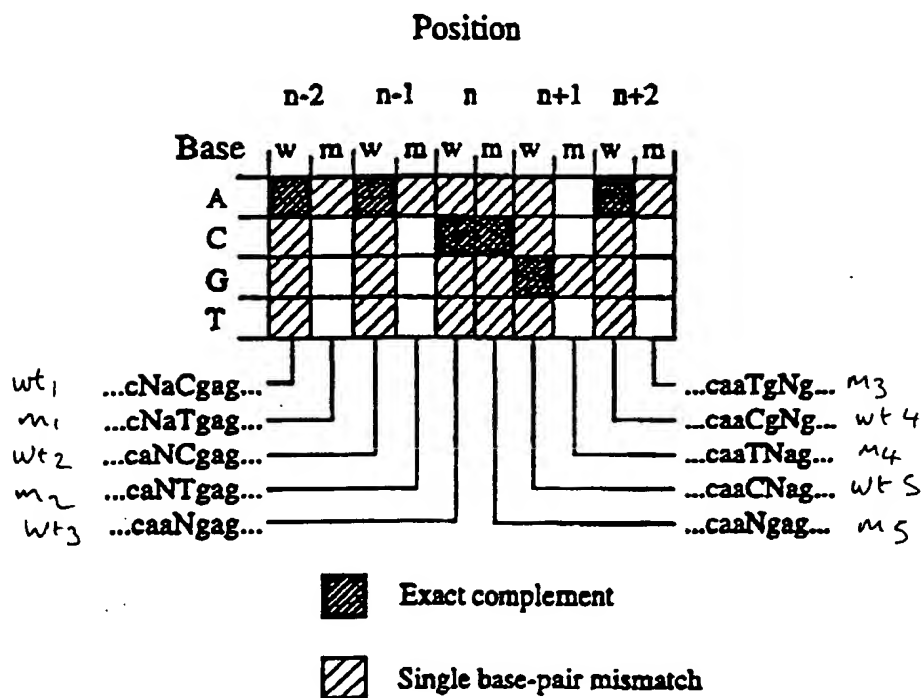 Position
n-2 n-1 n n+1 n+2
Base w m w m w m w m w m
A
C
G
T
wt1 ...cNaCgag... ...caaTgNg... m3
m1 ...cNaTgag... ...caaCgNg... wt4
wt2 ...caNCgag... ...caaTNag... m4
m2 ...caNTgag... ...caaCNag... wt5
wt3 ...caaNgag... ...caaNgag... m5
Exact complement
Single base-pair mismatch